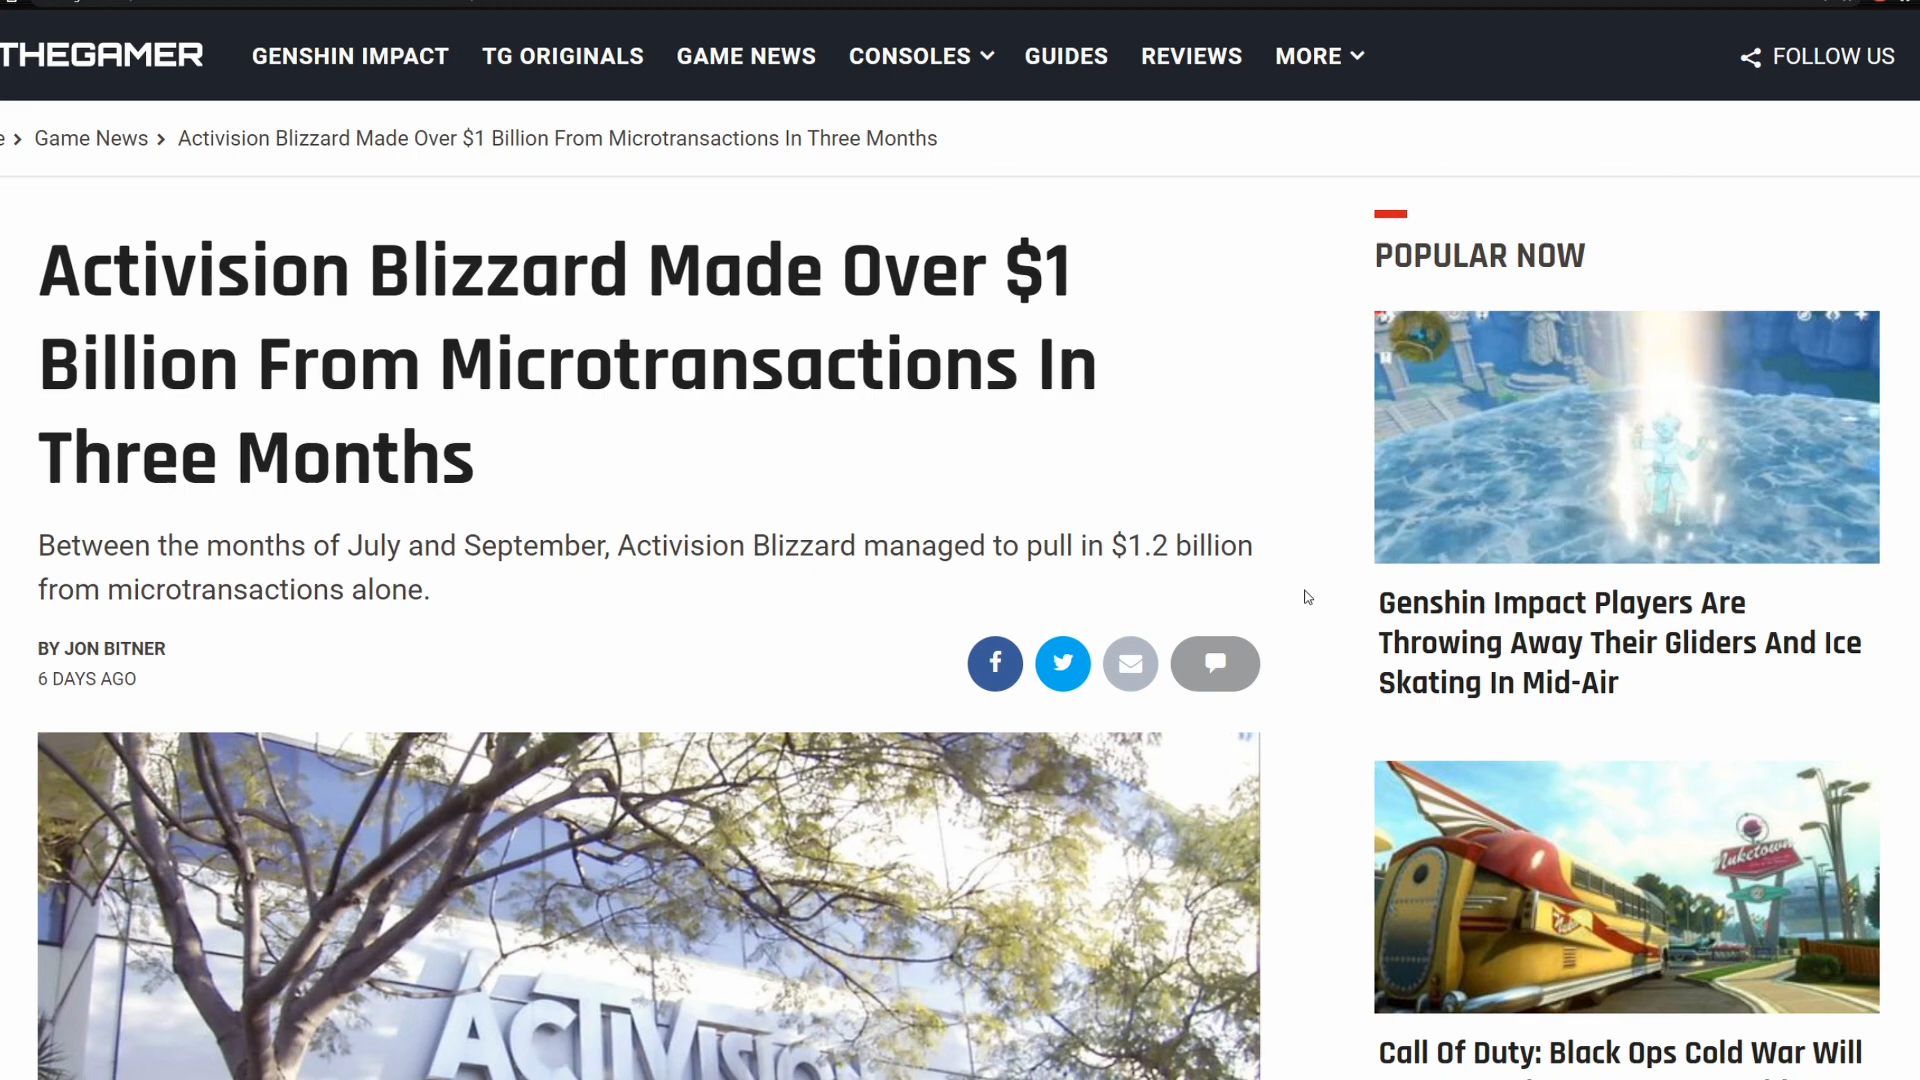 THEGAMER
GENSHIN IMPACT TG ORIGINALS GAME NEWS CONSOLES GUIDES REVIEWS MORE FOLLOW US
Game News Activision Blizzard Made Over $1 Billion From Microtransactions In Three Months
Activision Blizzard Made Over $1
Billion From Microtransactions In
Three Months
Between the months of July and September, Activision Blizzard managed to pull in $1.2 billion
from microtransactions alone.
BY JON BITNER
6 DAYS AGO
ACTIVISION
POPULAR NOW
Genshin Impact Players Are
Throwing Away Their Gliders And Ice
Skating In Mid-Air
Nuketown
Call Of Duty: Black Ops Cold War Will